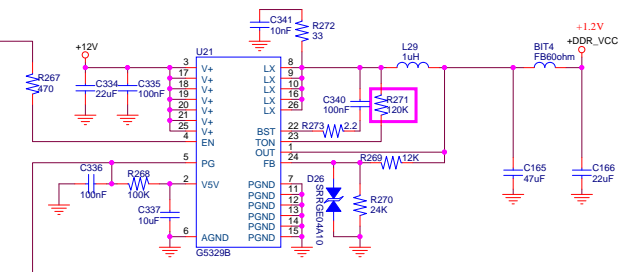 C341
10nF
R272
33
+1.2V
+DDR_VCC
+12V
U21
L29
1uH
BIT4
FB60ohm
R267
470
C334
22uF
C335
100nF
3 V+ LX 8
17 V+ LX 9
18 V+ LX 10
19 V+ LX 16
20 V+ LX 26
21 V+
25 V+ BST 22
4 EN TON 23
OUT 1
5 PG FB 24
2 V5V PGND 7
PGND 11
PGND 12
PGND 13
PGND 14
6 AGND PGND 15
G5329B
C340
100nF
R271
120K
R273 2.2
R269 12K
C336
100nF
R268
100K
C337
10uF
D26
SRRGE04A10
R270
24K
C165
47uF
C166
22uF